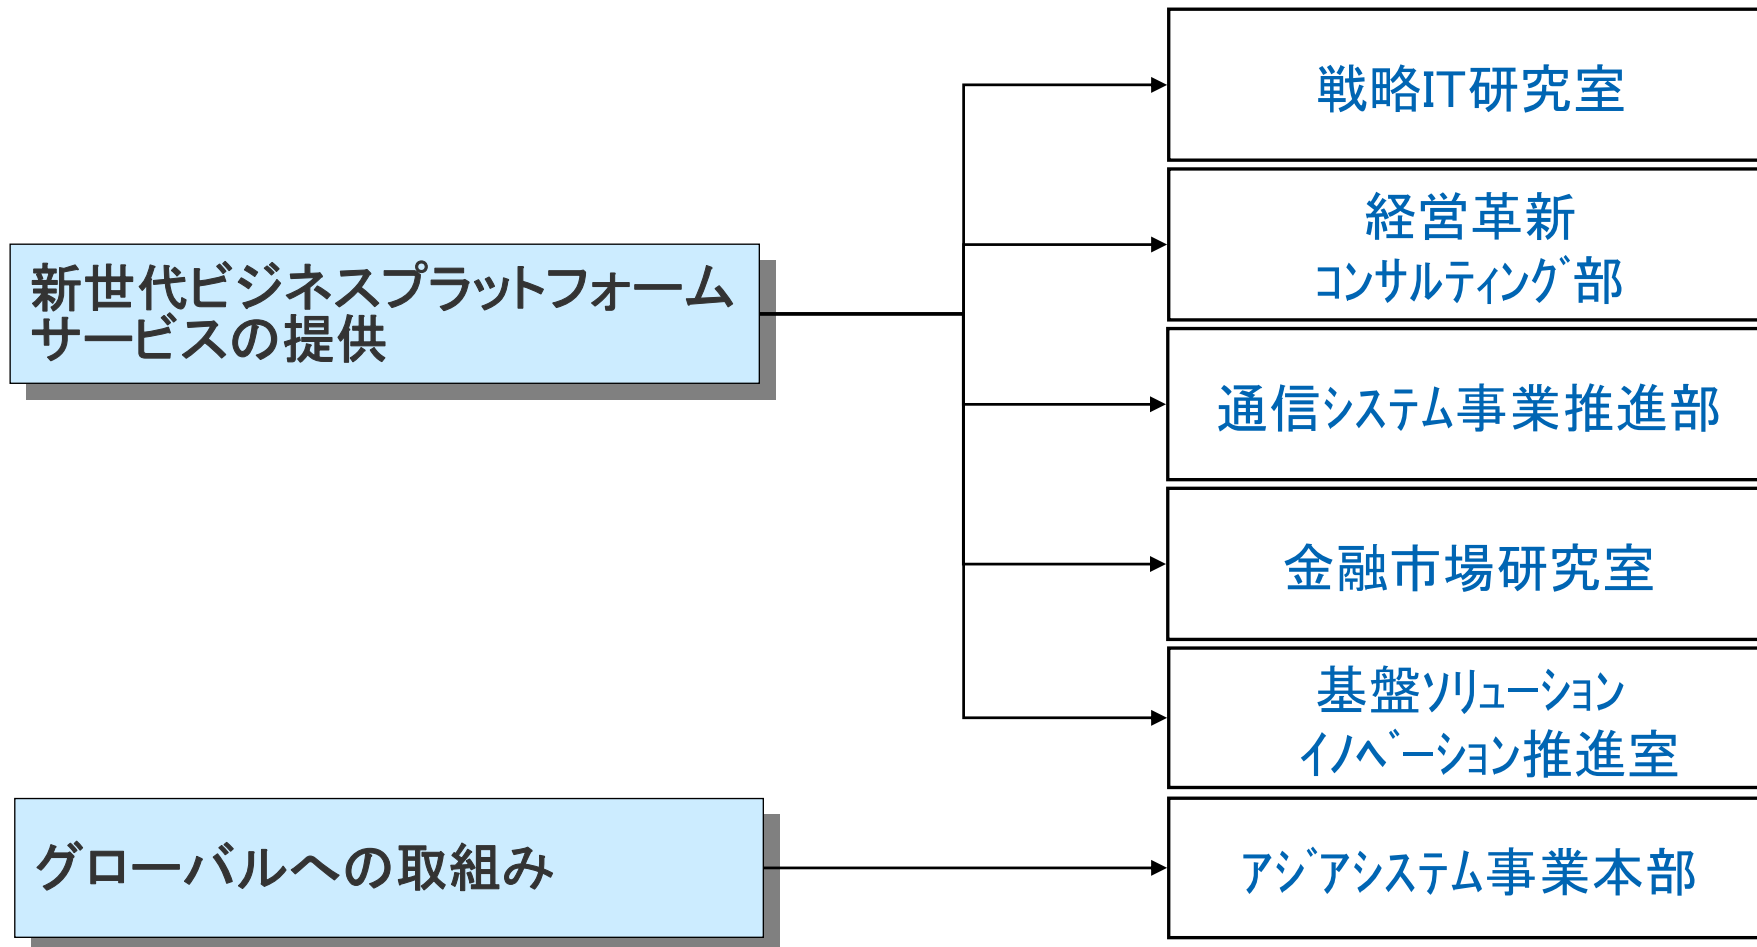 戦略IT研究室
経営革新
コンサルティング部
新世代ビジネスプラットフォーム
サービスの提供
通信システム事業推進部
金融市場研究室
基盤ソリューション
イノベーション推進室
グローバルへの取組み
アジアシステム事業本部